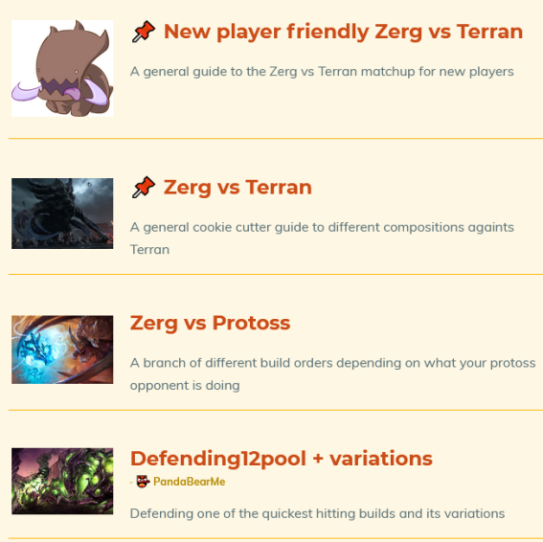 New player friendly Zerg vs Terran
A general guide to the Zerg vs Terran matchup for new players
Zerg vs Terran
A general cookie cutter guide to different compositions againts
Terran
Zerg vs Protoss
A branch of different build orders depending on what your protoss
opponent is doing
Defending12pool + variations
- PandaBearMe
Defending one of the quickest hitting builds and its variations